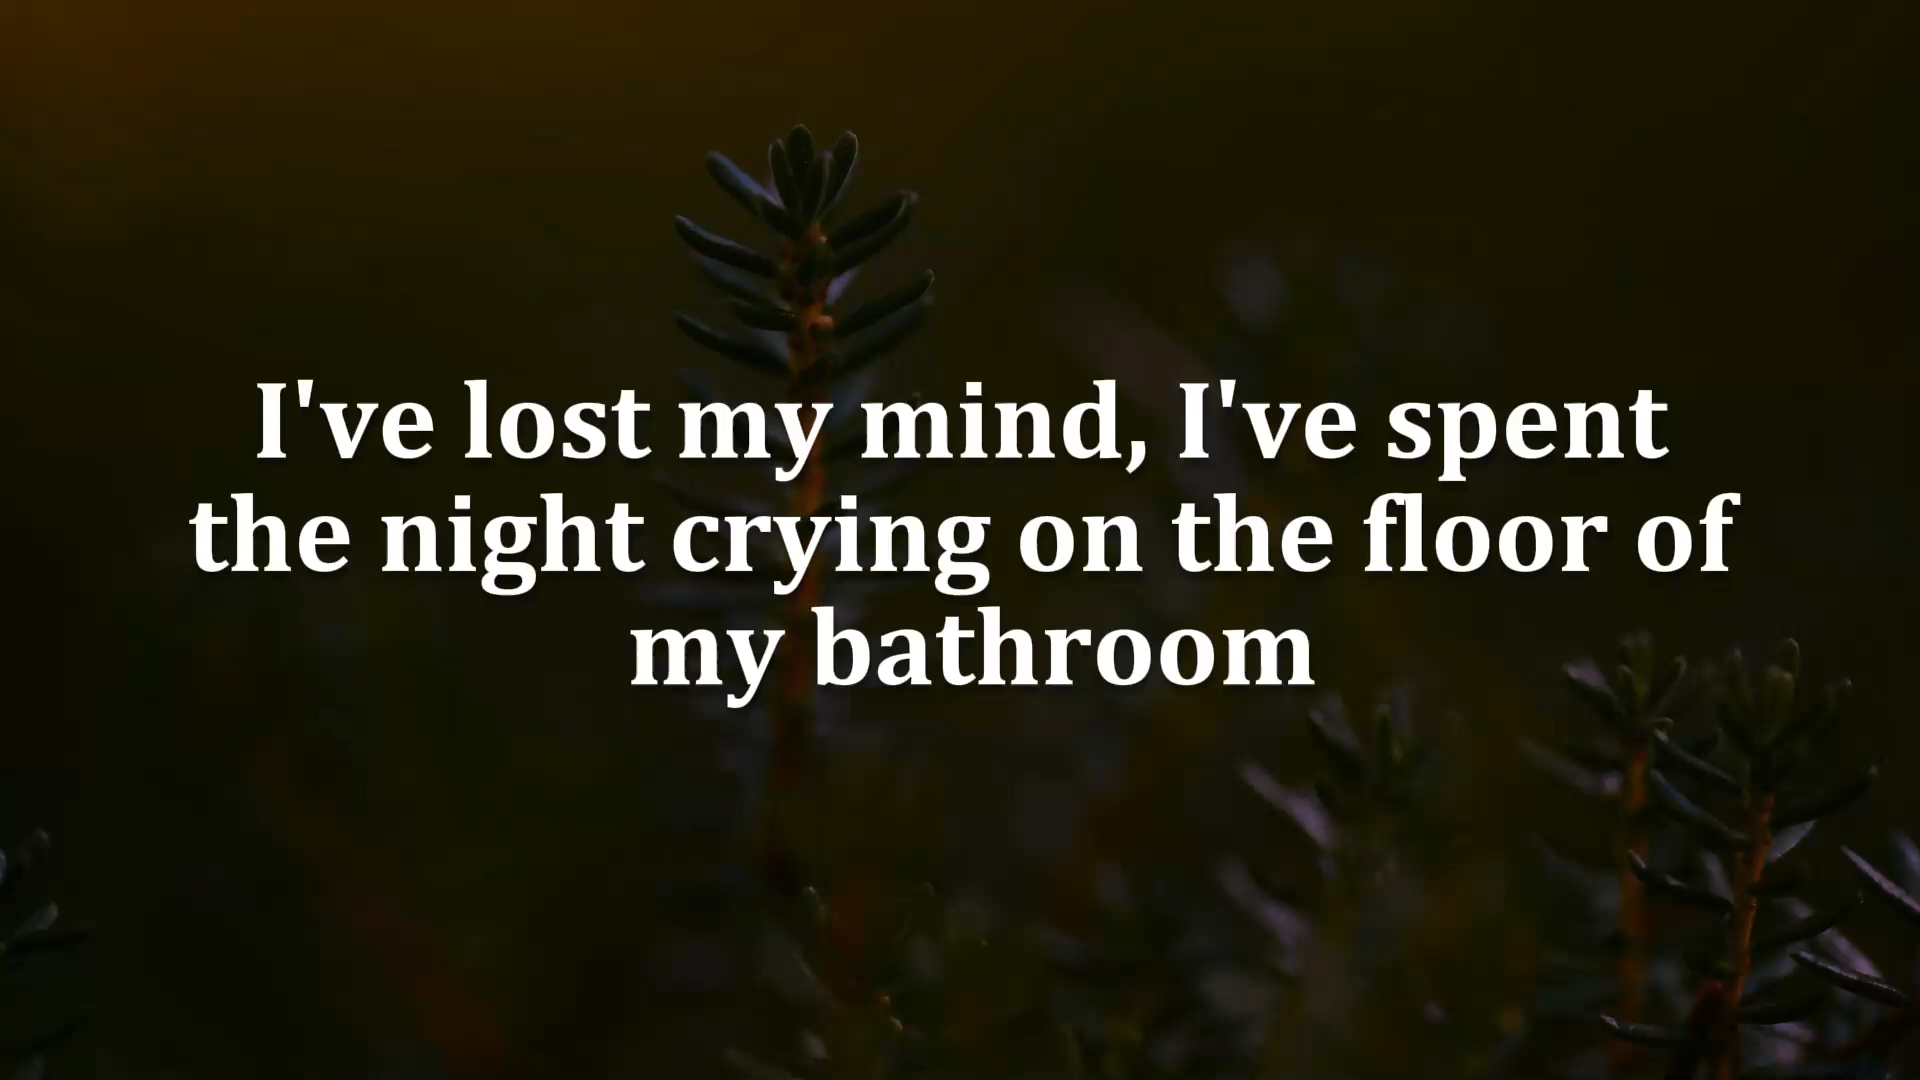 I've lost my mind, I've spent
the night crying on the floor of
my bathroom